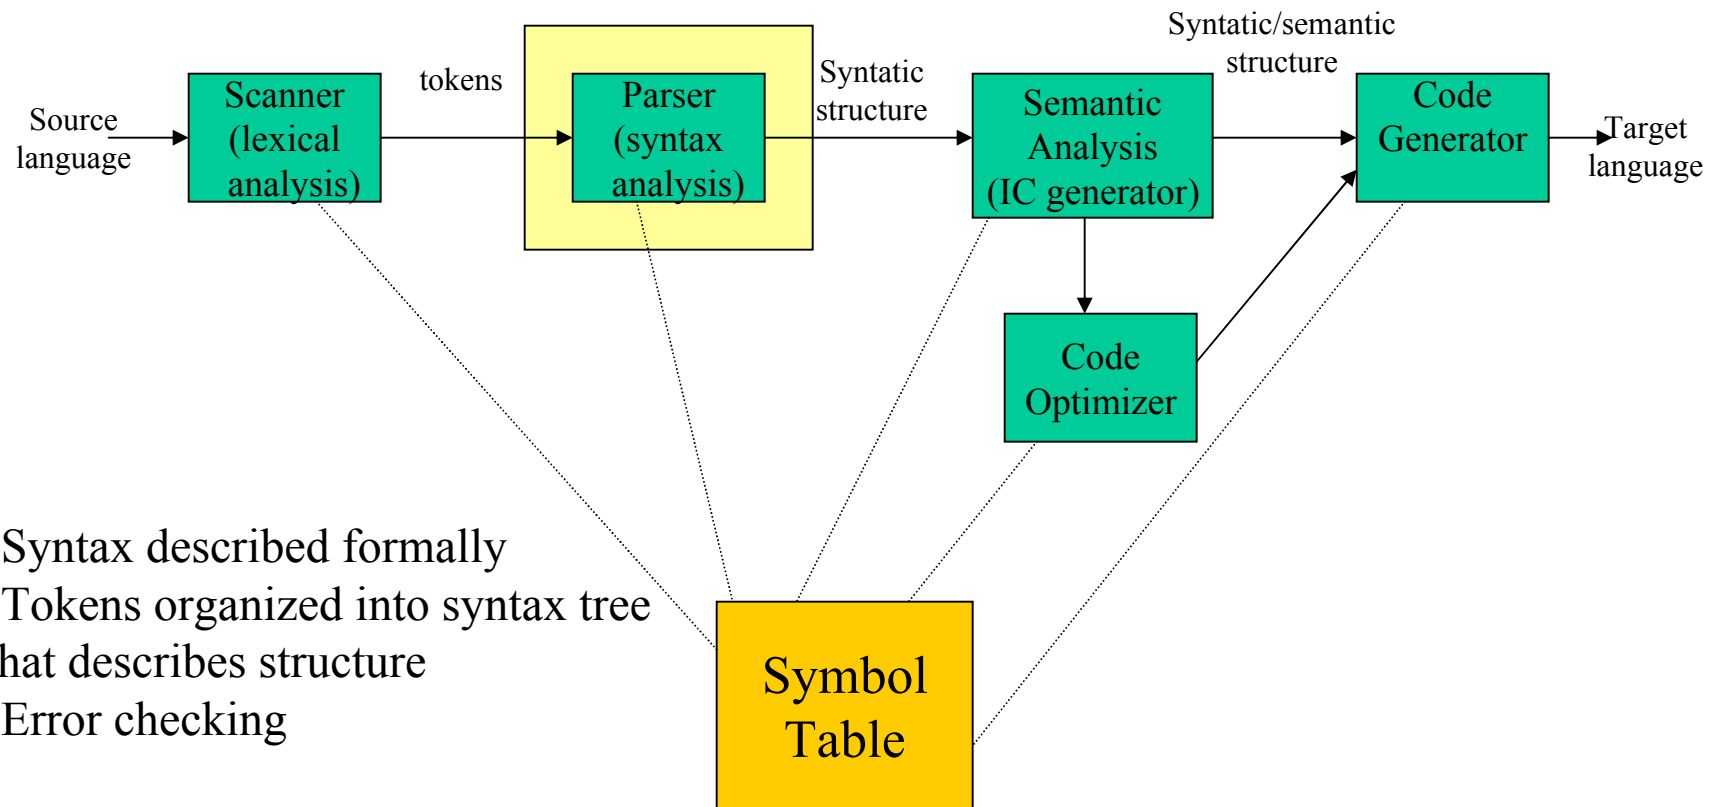 Source
language
Scanner
(lexical
analysis)
tokens
Parser
(syntax
analysis)
Syntatic
structure
Semantic
Analysis
(IC generator)
Syntatic/semantic
structure
Code
Generator
Target
language
Code
Optimizer
Syntax described formally
Tokens organized into syntax tree
hat describes structure
Error checking
Symbol
Table